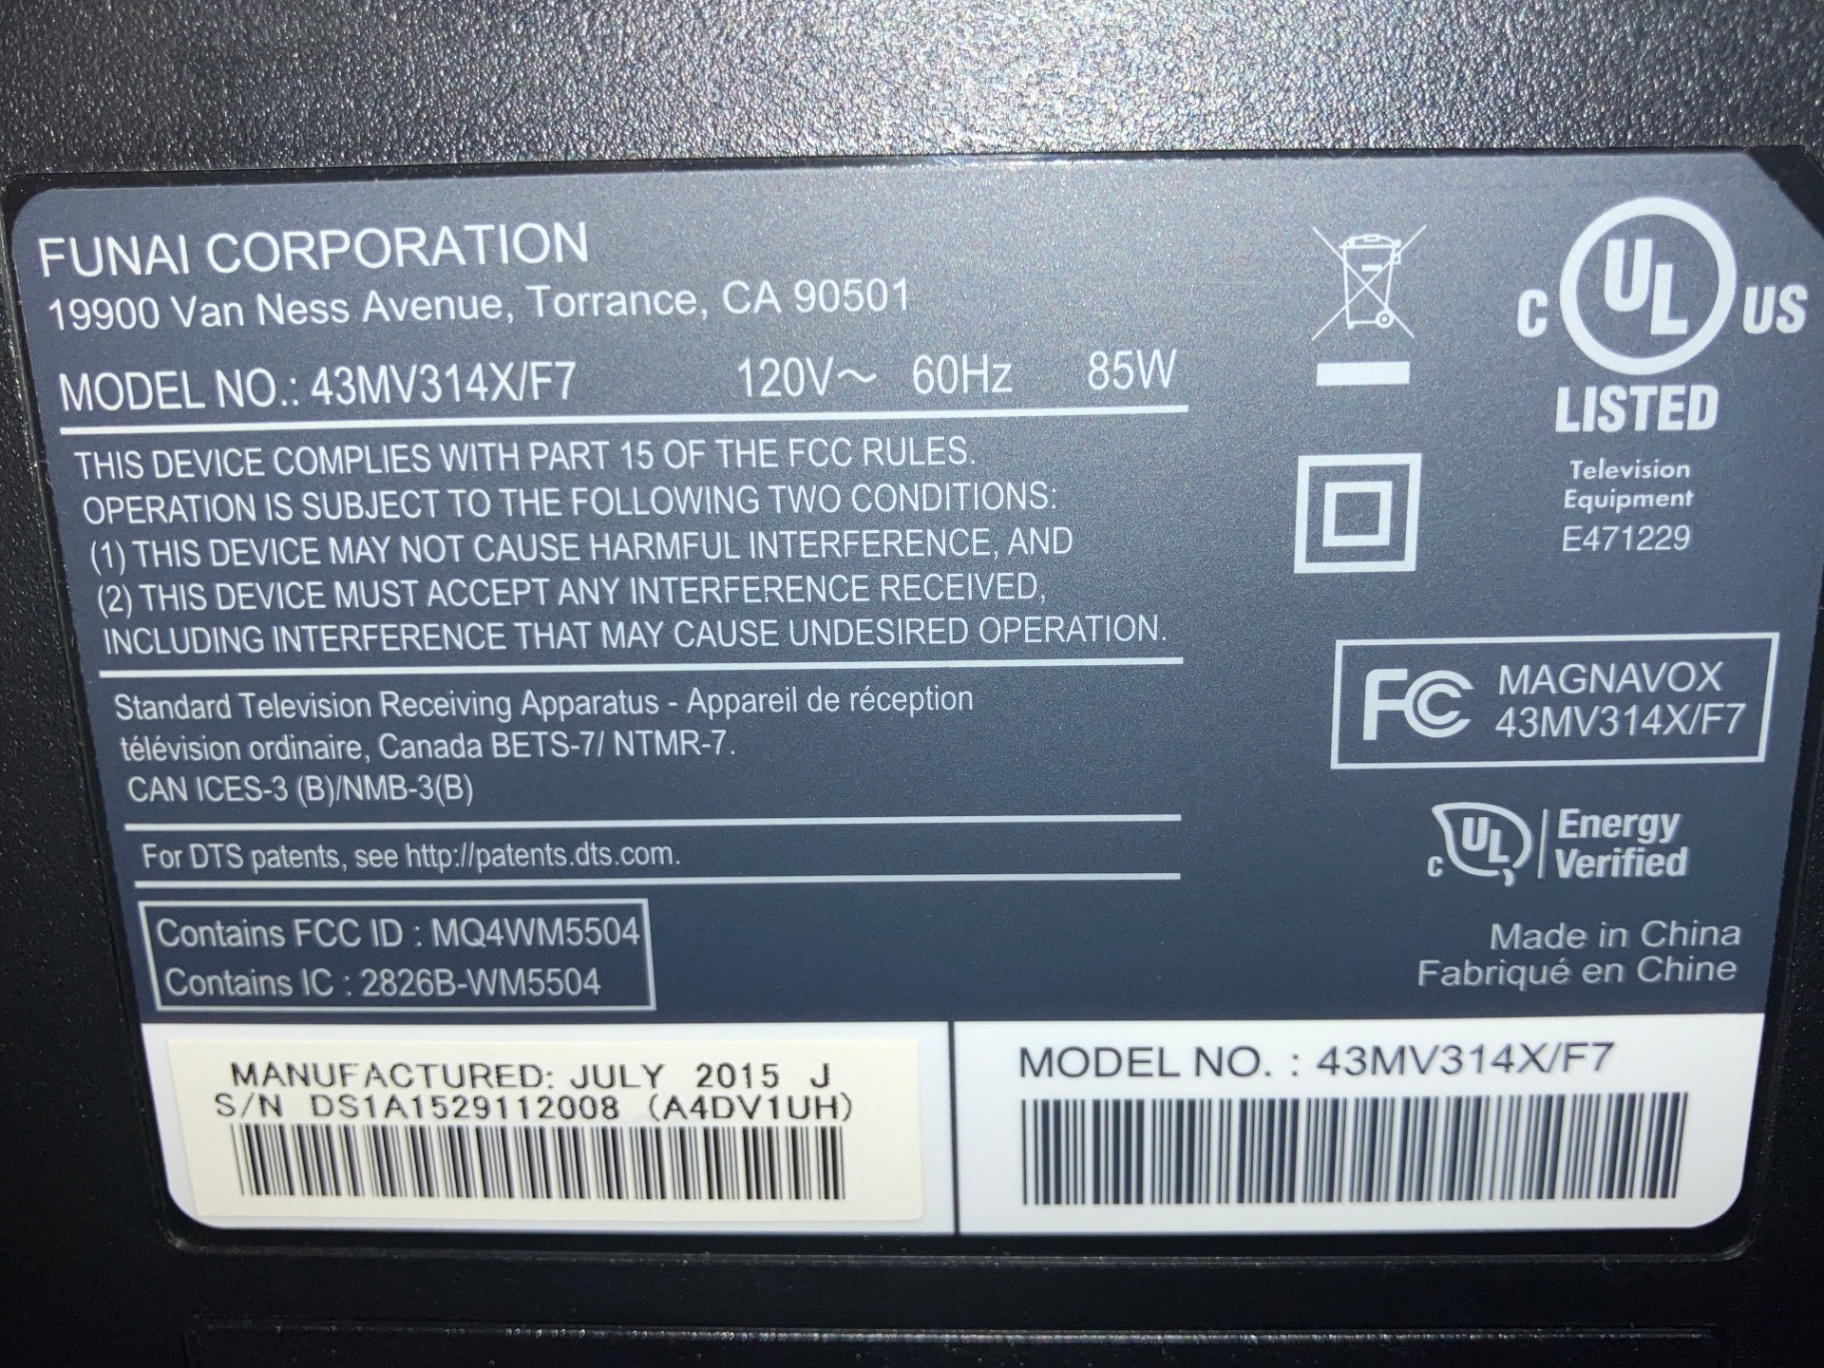 FUNAI CORPORATION
19900 Van Ness Avenue, Torrance, CA 90501
MODEL NO.: 43MV314X/F7 120V~ 60Hz 85W
THIS DEVICE COMPLIES WITH PART 15 OF THE FCC RULES.
OPERATION IS SUBJECT TO THE FOLLOWING TWO CONDITIONS:
(1) THIS DEVICE MAY NOT CAUSE HARMFUL INTERFERENCE, AND
(2) THIS DEVICE MUST ACCEPT ANY INTERFERENCE RECEIVED,
INCLUDING INTERFERENCE THAT MAY CAUSE UNDESIRED OPERATION.
Standard Television Receiving Apparatus - Appareil de réception
télévision ordinaire, Canada BETS-7/ NTMR-7.
CAN ICES-3 (B)/NMB-3(B)
For DTS patents, see http://patents.dts.com.
Contains FCC ID : MQ4WM5504
Contains IC : 2826B-WM5504
C UL US
LISTED
Television
Equipment
E471229
FC MAGNAVOX
43MV314X/F7
C UL Energy
Verified
Made in China
Fabriqué en Chine
MANUFACTURED: JULY 2015 J
S/N DS1A1529112008 (A4DV1UH)
MODEL NO. : 43MV314X/F7